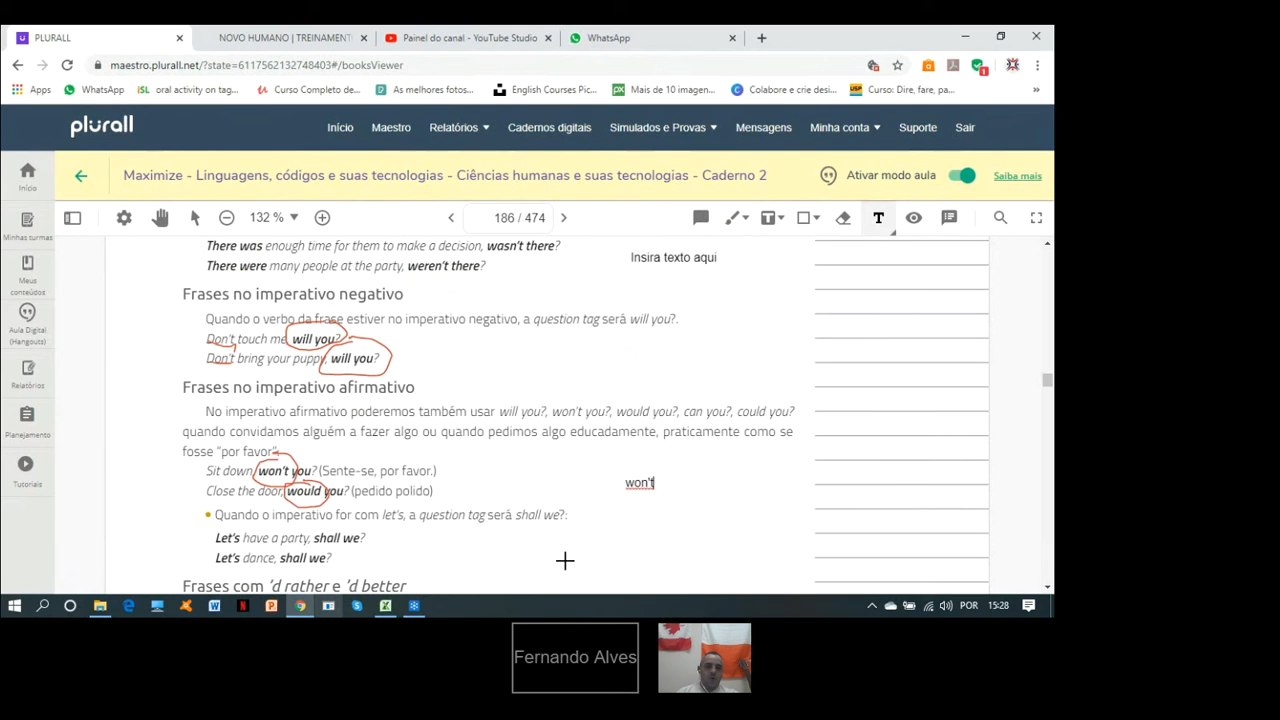 PLURALL
NOVO HUMANO | TREINAMENT
Painel do canal - YouTube Studio
WhatsApp
maestro.plurall.net/?state=6117562132748403#/booksViewer
Apps
WhatsApp
iSL oral activity on tag...
Curso Completo de...
D As melhores fotos...
English Courses Pic...
px Mais de 10 imagen...
C Colabore e crie desi...
USP Curso: Dire, fare, pa...
»
1
plurall
Início
Maestro
Relatórios
Cadernos digitais
Simulados e Provas
Mensagens
Minha conta
Suporte
Sair
Início
Minhas turmas
Meus conteúdos
Aula Digital (Hangouts)
Relatórios
Planejamento
Tutoriais
Maximize - Linguagens, códigos e suas tecnologias - Ciências humanas e suas tecnologias - Caderno 2
Ativar modo aula
Saiba mais
132 %
186 / 474
T
There was enough time for them to make a decision, wasn't there?
There were many people at the party, weren't there?
Insira texto aqui
Frases no imperativo negativo
Quando o verbo da frase estiver no imperativo negativo, a question tag será will you?.
Don't touch me will you?
Don't bring your puppy, will you?
Frases no imperativo afirmativo
No imperativo afirmativo poderemos também usar will you?, won't you?, would you?, can you?, could you?
quando convidamos alguém a fazer algo ou quando pedimos algo educadamente, praticamente como se
fosse "por favor".
Sit down, won't you? (Sente-se, por favor.)
Close the door, would you? (pedido polido)
won't
Quando o imperativo for com let's, a question tag será shall we?:
Let's have a party, shall we?
Let's dance, shall we?
Frases com 'd rather e 'd better
POR
15:28
Fernando Alves